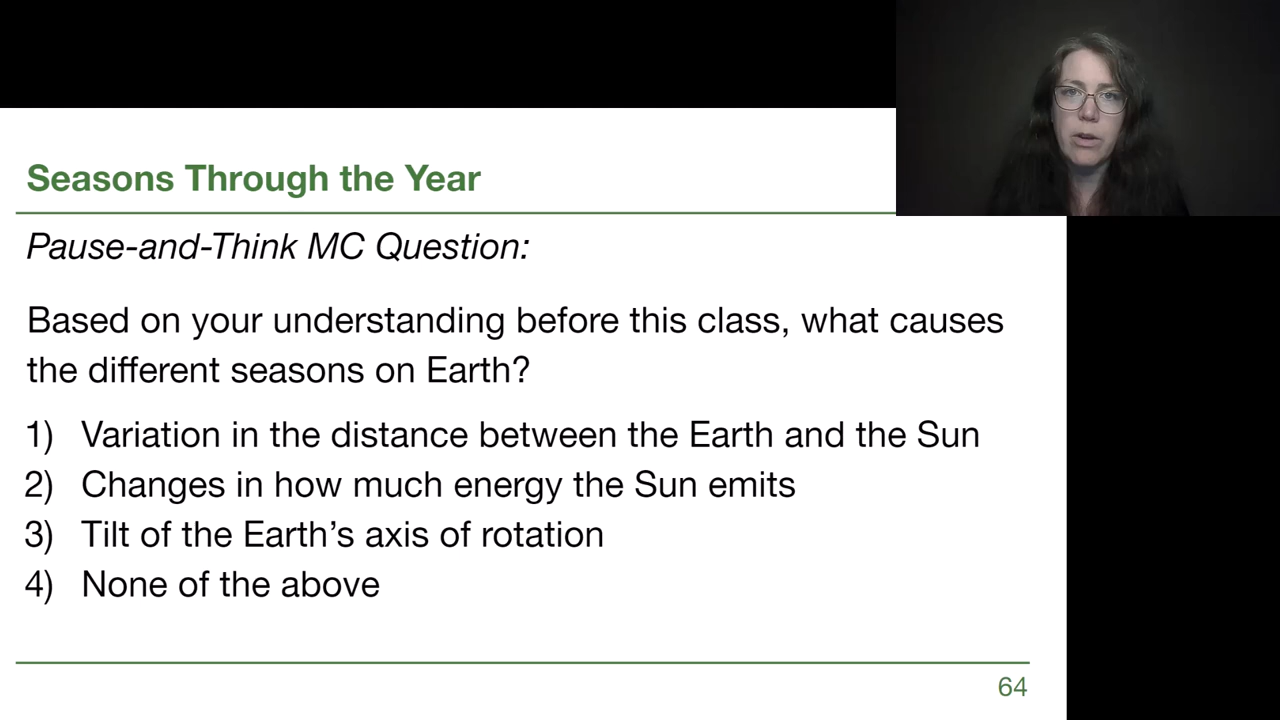 Seasons Through the Year
Pause-and-Think MC Question:
Based on your understanding before this class, what causes
the different seasons on Earth?
1) Variation in the distance between the Earth and the Sun
2) Changes in how much energy the Sun emits
3) Tilt of the Earth’s axis of rotation
4) None of the above
64